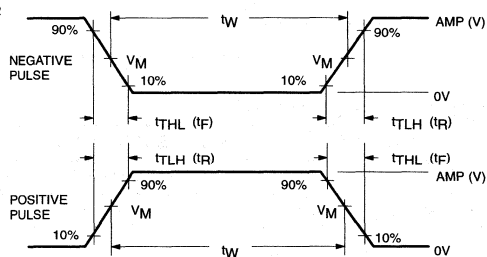 90%
tW
AMP (V)
NEGATIVE
PULSE
VM
VM
10%
10%
90%
0V
tTHL (tF)
tTLH (tR)
tTLH (tR)
tTHL (tF)
AMP (V)
POSITIVE
PULSE
90%
90%
VM
VM
10%
10%
tW
0V